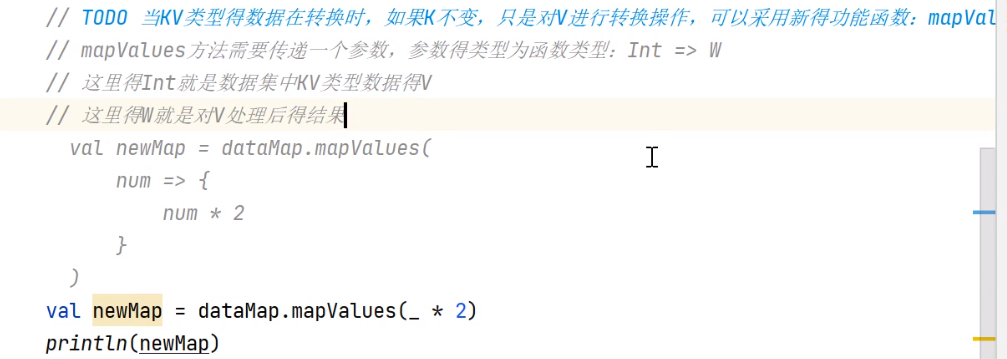 // TODO 当KV类型得数据在转换时，如果K不变，只是对V进行转换操作，可以采用新得功能函数：mapVal
// mapValues方法需要传递一个参数，参数得类型为函数类型：Int => W
// 这里得Int就是数据集中KV类型数据得V
// 这里得W就是对V处理后得结果
val newMap = dataMap.mapValues(
num => {
num * 2
}
)
val newMap = dataMap.mapValues(_ * 2)
println(newMap)